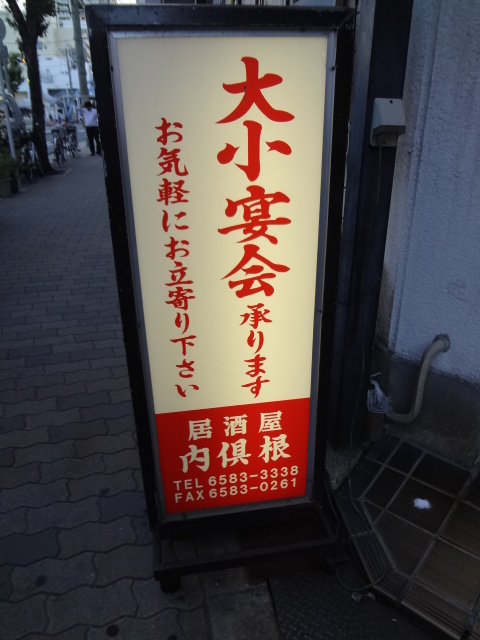 大小宴会承ります
お気軽にお立寄り下さい
居酒屋
内倶根
TEL 6583-3338
FAX 6583-0261